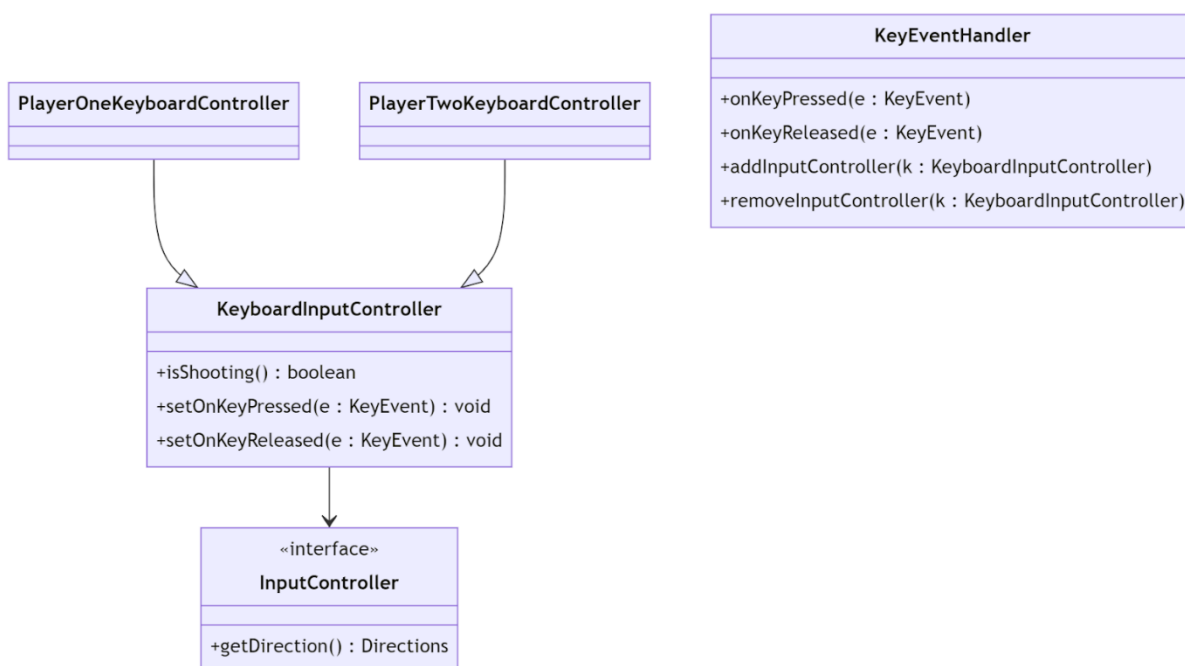 KeyEventHandler
+onKeyPressed(e : KeyEvent)
+onKeyReleased(e : KeyEvent)
+addInputController(k : KeyboardInputController)
+removeInputController(k : KeyboardInputController)
PlayerOneKeyboardController
PlayerTwoKeyboardController
KeyboardInputController
+isShooting() : boolean
+setOnKeyPressed(e : KeyEvent) : void
+setOnKeyReleased(e : KeyEvent) : void
«interface»
InputController
+getDirection() : Directions